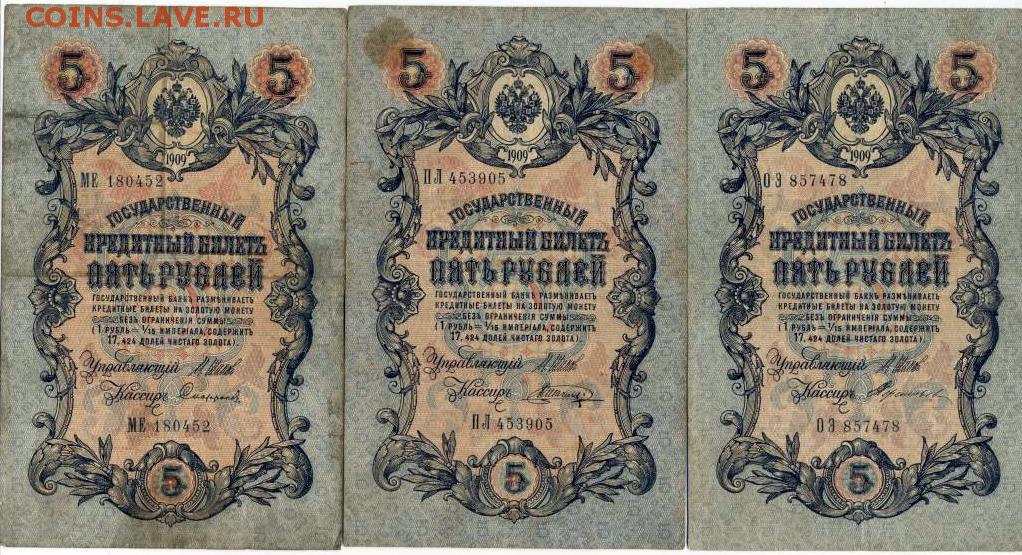 COINS.LAVE.РУ
5 5
1909
МЕ 180452
ГОСУДАРСТВЕННЫЙ
КРЕДИТНЫЙ БИЛЕТЪ
ПЯТЬ РУБЛЕЙ
ГОСУДАРСТВЕННЫЙ БАНКЪ РАЗМѢНИВАЕТЪ
КРЕДИТНЫЕ БИЛЕТЫ НА ЗОЛОТУЮ МОНЕТУ
БЕЗЪ ОГРАНИЧЕНІЯ СУММЫ
(1 РУБЛЬ = 1/15 ИМПЕРІАЛА, СОДЕРЖИТЪ
17,424 ДОЛЕЙ ЧИСТАГО ЗОЛОТА).
Управляющій
Кассиръ
МЕ 180452
5
5 5
1909
ПЛ 453905
ГОСУДАРСТВЕННЫЙ
КРЕДИТНЫЙ БИЛЕТЪ
ПЯТЬ РУБЛЕЙ
ГОСУДАРСТВЕННЫЙ БАНКЪ РАЗМѢНИВАЕТЪ
КРЕДИТНЫЕ БИЛЕТЫ НА ЗОЛОТУЮ МОНЕТУ
БЕЗЪ ОГРАНИЧЕНІЯ СУММЫ
(1 РУБЛЬ = 1/15 ИМПЕРІАЛА, СОДЕРЖИТЪ
17,424 ДОЛЕЙ ЧИСТАГО ЗОЛОТА).
Управляющій
Кассиръ
ПЛ 453905
5
5 5
1909
ОЭ 857478
ГОСУДАРСТВЕННЫЙ
КРЕДИТНЫЙ БИЛЕТЪ
ПЯТЬ РУБЛЕЙ
ГОСУДАРСТВЕННЫЙ БАНКЪ РАЗМѢНИВАЕТЪ
КРЕДИТНЫЕ БИЛЕТЫ НА ЗОЛОТУЮ МОНЕТУ
БЕЗЪ ОГРАНИЧЕНІЯ СУММЫ
(1 РУБЛЬ = 1/15 ИМПЕРІАЛА, СОДЕРЖИТЪ
17,424 ДОЛЕЙ ЧИСТАГО ЗОЛОТА).
Управляющій
Кассиръ
ОЭ 857478
5